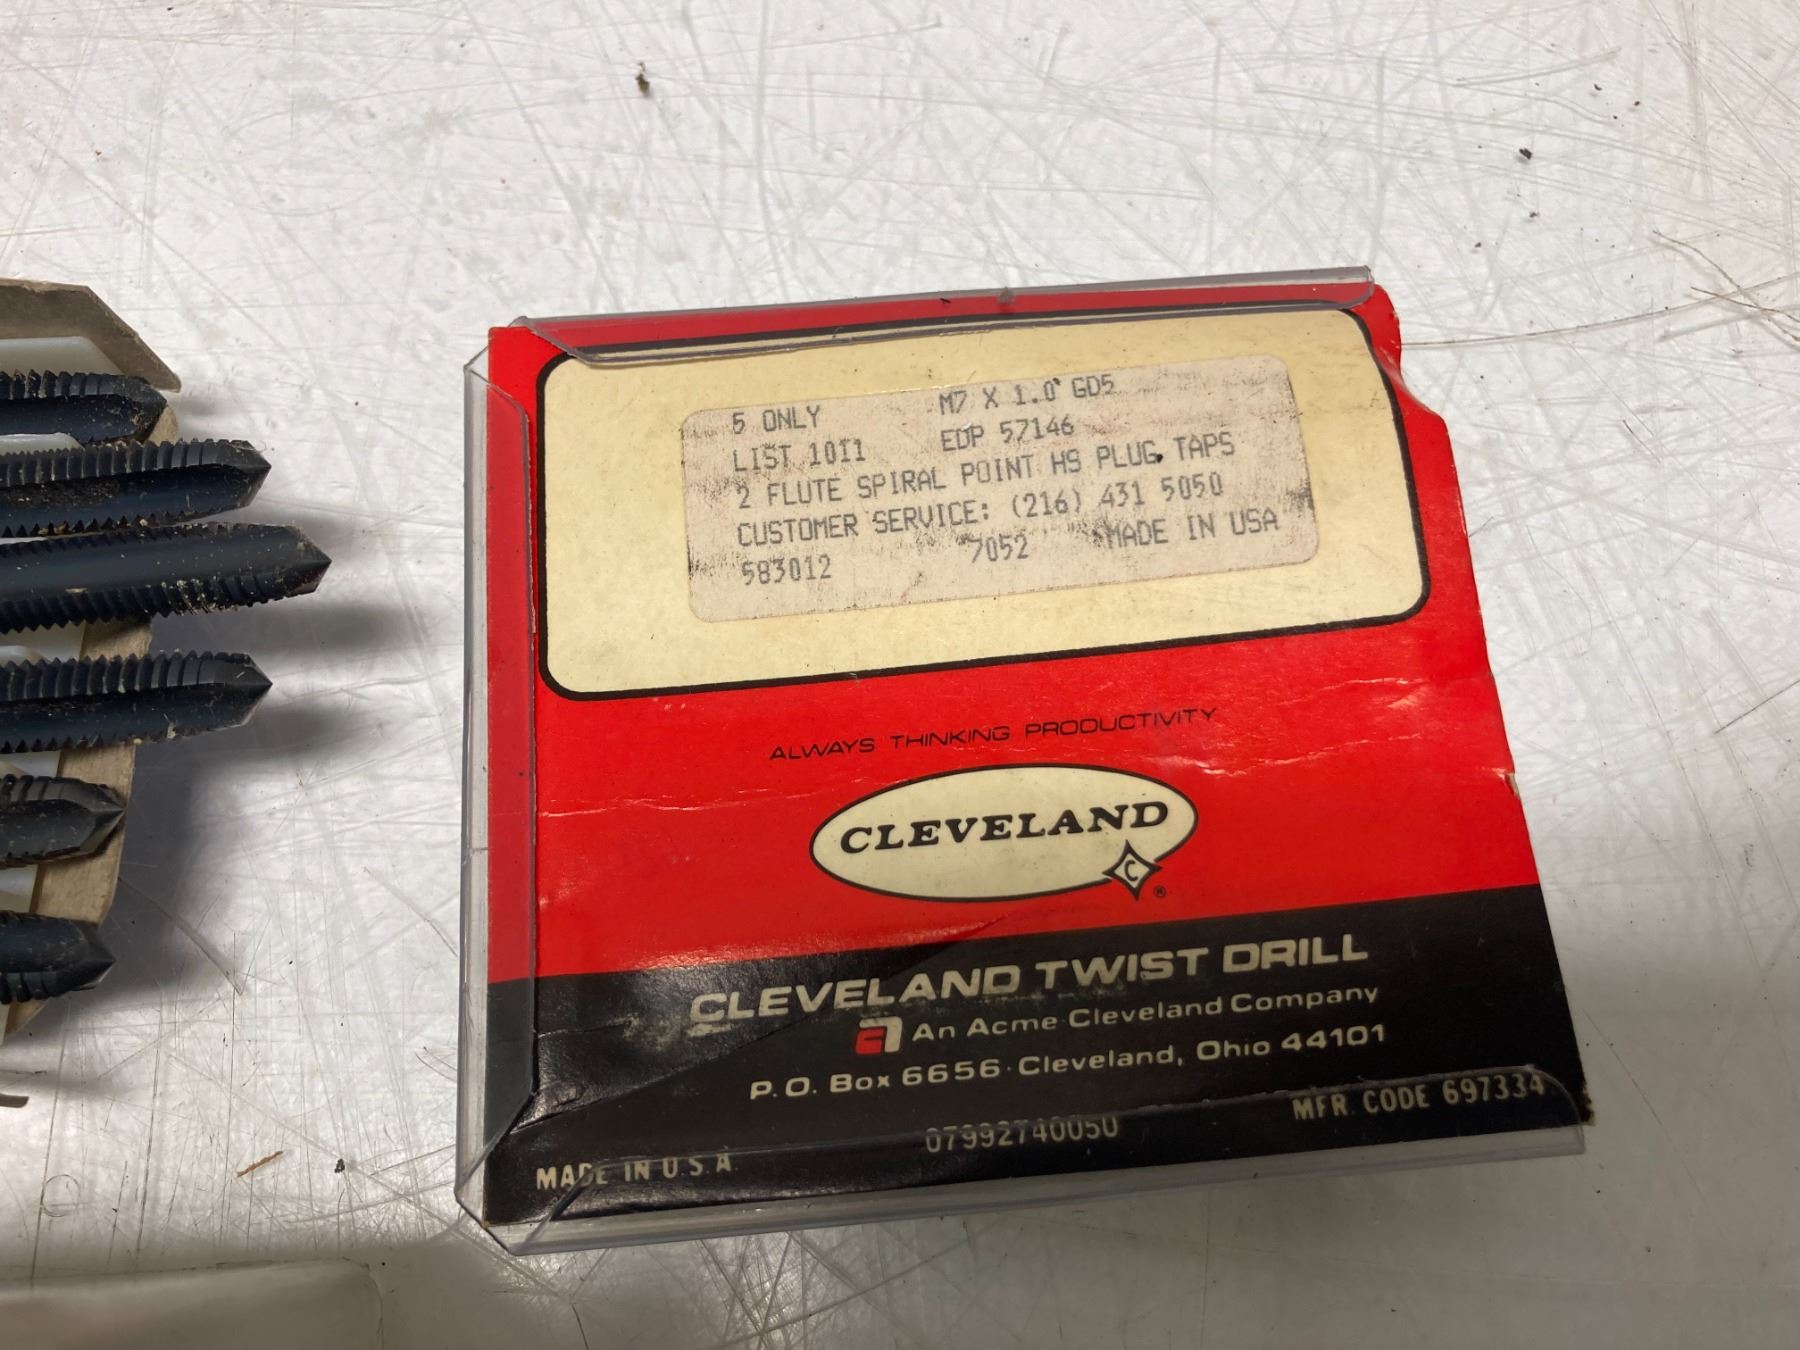 5 ONLY M7 X 1.0 GD5
LIST 1011 EDP 57146
2 FLUTE SPIRAL POINT HS PLUG TAPS
CUSTOMER SERVICE: (216) 431 5050
583012 7052 MADE IN USA
ALWAYS THINKING PRODUCTIVITY
CLEVELAND
C ®
CLEVELAND TWIST DRILL
An Acme-Cleveland Company
P.O. Box 6656 · Cleveland, Ohio 44101
MADE IN U.S.A. 07992740050 MFR. CODE 697334